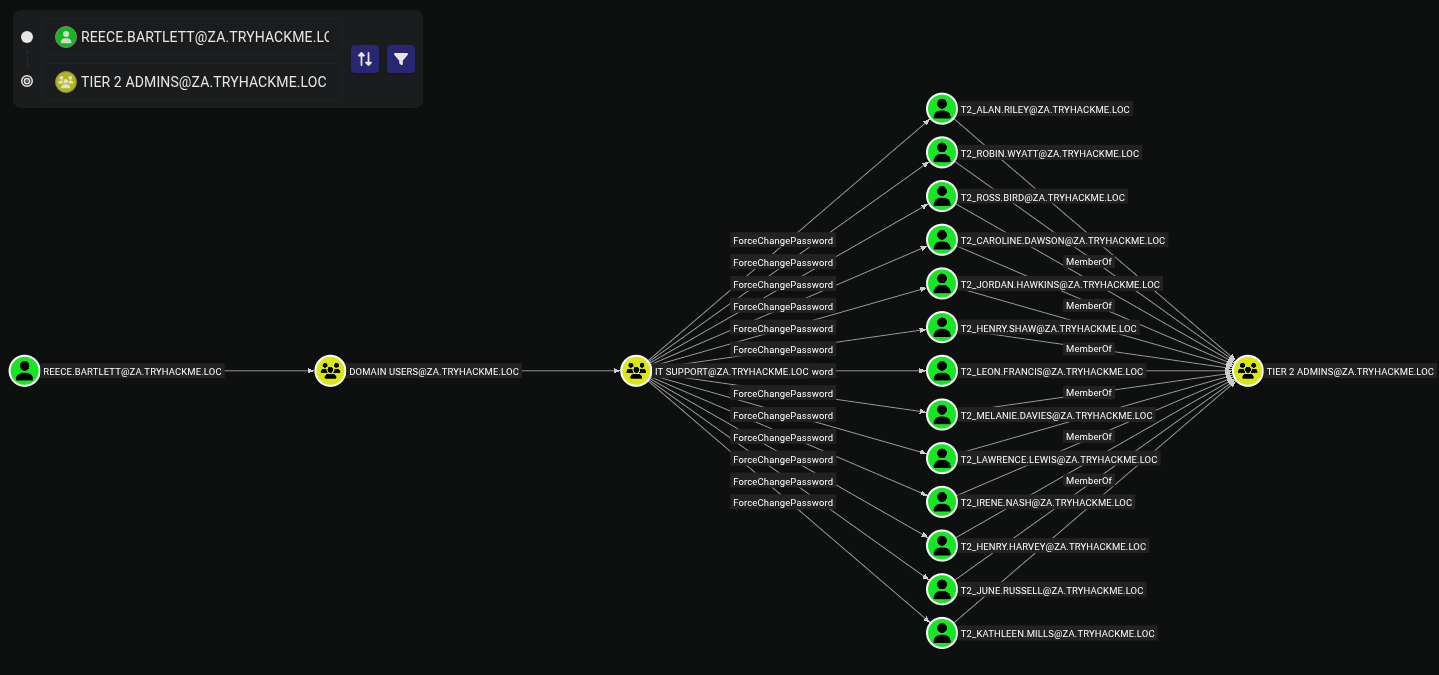 REECE.BARTLETT@ZA.TRYHACKME.LC
TIER 2 ADMINS@ZA.TRYHACKME.LOC
T2_ALAN.RILEY@ZA.TRYHACKME.LOC
T2_ROBIN.WYATT@ZA.TRYHACKME.LOC
T2_ROSS.BIRD@ZA.TRYHACKME.LOC
ForceChangePassword
T2_CAROLINE.DAWSON@ZA.TRYHACKME.LOC
ForceChangePassword
MemberOf
ForceChangePassword
T2_JORDAN.HAWKINS@ZA.TRYHACKME.LOC
ForceChangePassword
MemberOf
ForceChangePassword
T2_HENRY.SHAW@ZA.TRYHACKME.LOC
ForceChangePassword
MemberOf
REECE.BARTLETT@ZA.TRYHACKME.LOC
DOMAIN USERS@ZA.TRYHACKME.LOC
IT SUPPORT@ZA.TRYHACKME.LOC
word
T2_LEON.FRANCIS@ZA.TRYHACKME.LOC
TIER 2 ADMINS@ZA.TRYHACKME.LOC
ForceChangePassword
MemberOf
ForceChangePassword
T2_MELANIE.DAVIES@ZA.TRYHACKME.LOC
ForceChangePassword
MemberOf
ForceChangePassword
T2_LAWRENCE.LEWIS@ZA.TRYHACKME.LOC
ForceChangePassword
MemberOf
ForceChangePassword
T2_IRENE.NASH@ZA.TRYHACKME.LOC
T2_HENRY.HARVEY@ZA.TRYHACKME.LOC
T2_JUNE.RUSSELL@ZA.TRYHACKME.LOC
T2_KATHLEEN.MILLS@ZA.TRYHACKME.LOC